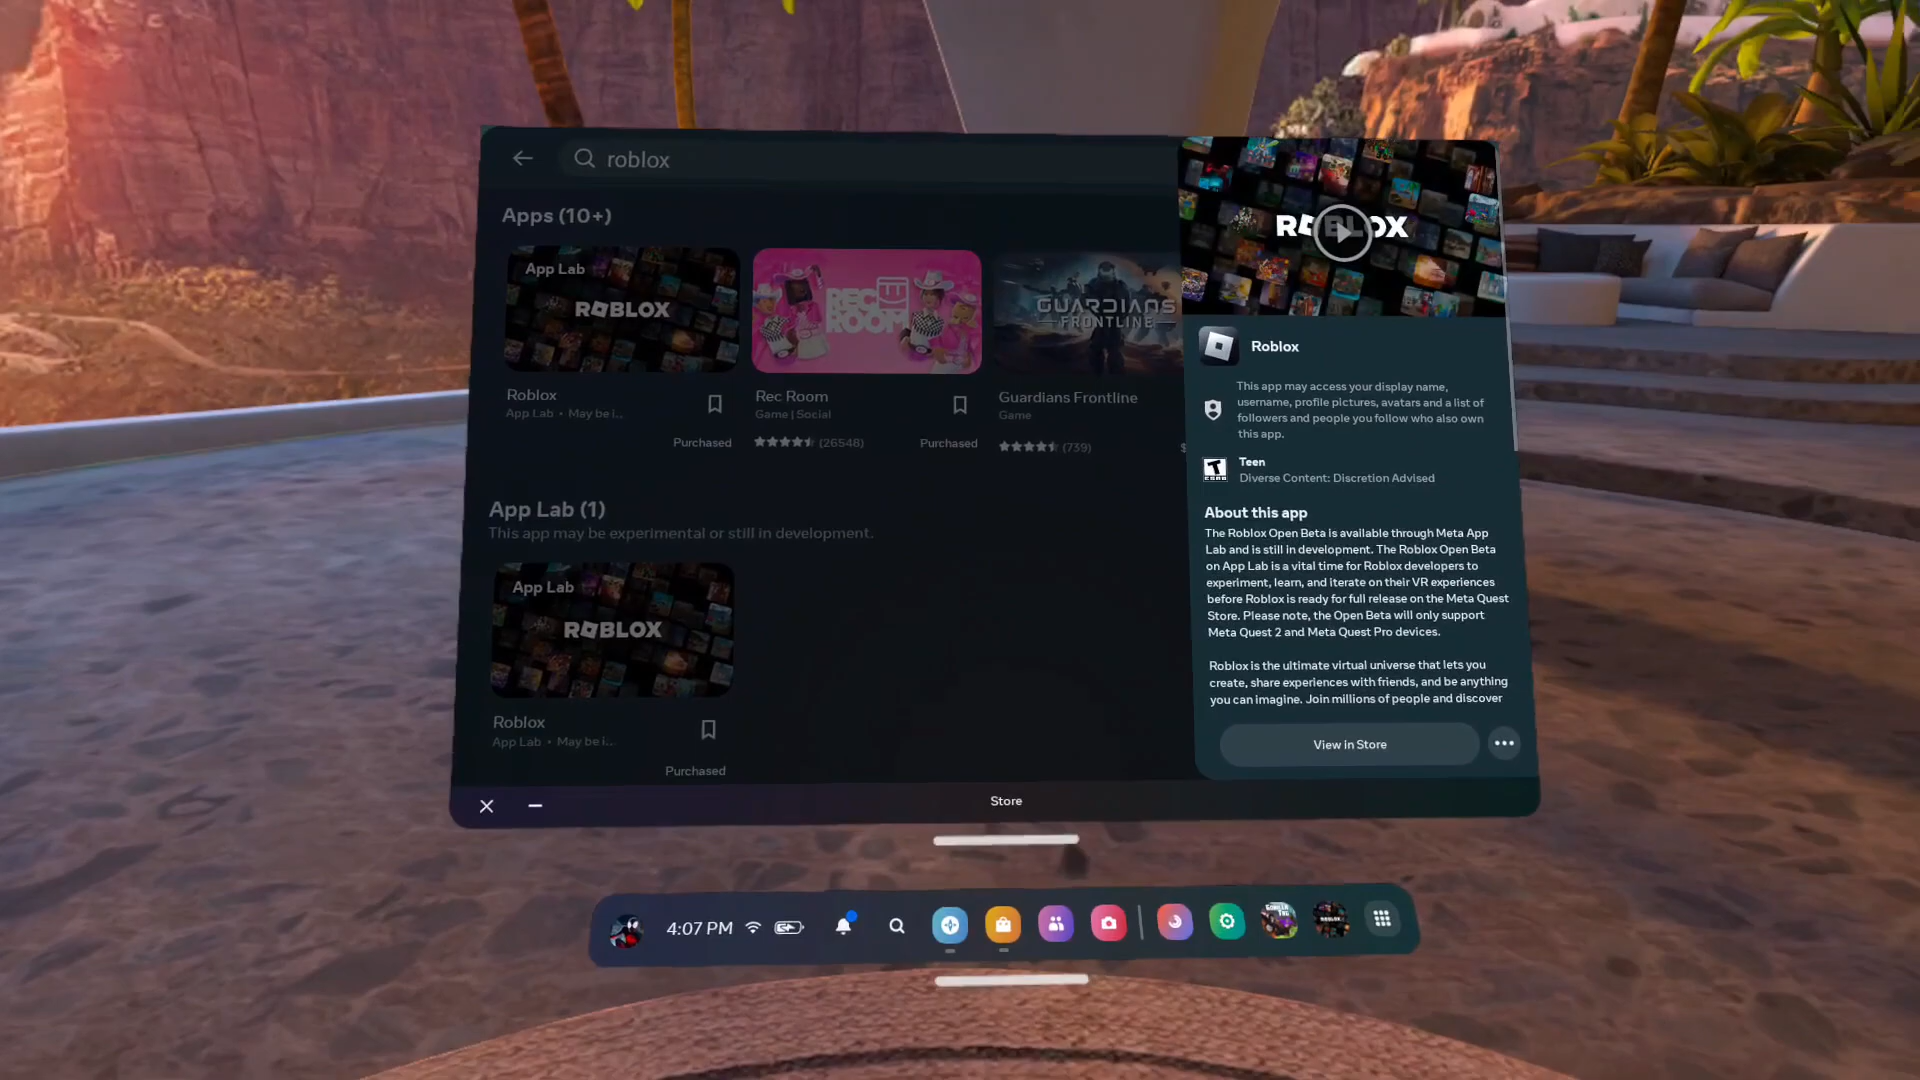 roblox
Apps (10+)
App Lab
ROBLOX
Roblox
App Lab • May be i..
Purchased
REC ROOM
Rec Room
Game | Social
(26548)
Purchased
GUARDIANS
FRONTLINE
Guardians Frontline
Game
(739)
$
App Lab (1)
This app may be experimental or still in development.
App Lab
ROBLOX
Roblox
App Lab • May be i..
Purchased
ROBLOX
Roblox
This app may access your display name,
username, profile pictures, avatars and a list of
followers and people you follow who also own
this app.
T
ESRB
Teen
Diverse Content: Discretion Advised
About this app
The Roblox Open Beta is available through Meta App
Lab and is still in development. The Roblox Open Beta
on App Lab is a vital time for Roblox developers to
experiment, learn, and iterate on their VR experiences
before Roblox is ready for full release on the Meta Quest
Store. Please note, the Open Beta will only support
Meta Quest 2 and Meta Quest Pro devices.
Roblox is the ultimate virtual universe that lets you
create, share experiences with friends, and be anything
you can imagine. Join millions of people and discover
View in Store
Store
4:07 PM
GORILLA TAG
ROBLOX